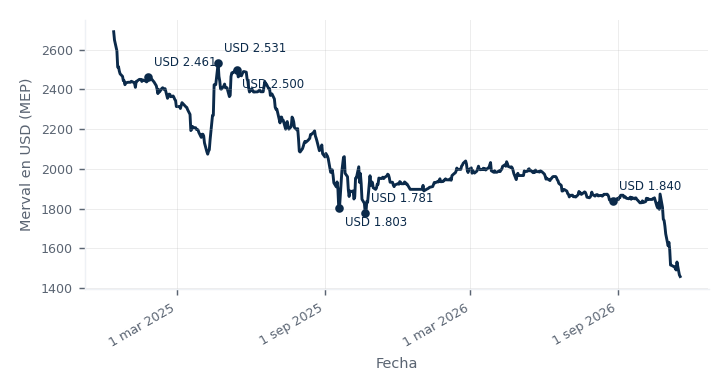 USD 2.531
USD 2.461
USD 2.500
USD 1.840
USD 1.781
USD 1.803
2600
2400
2200
2000
1800
1600
1400
Merval en USD (MEP)
1 mar 2025
1 sep 2025
1 mar 2026
1 sep 2026
Fecha